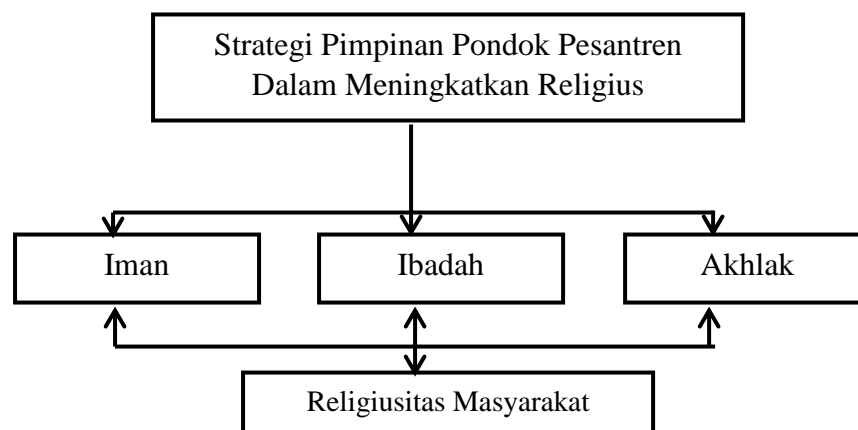 Strategi Pimpinan Pondok Pesantren
Dalam Meningkatkan Religius
Iman
Ibadah
Akhlak
Religiusitas Masyarakat